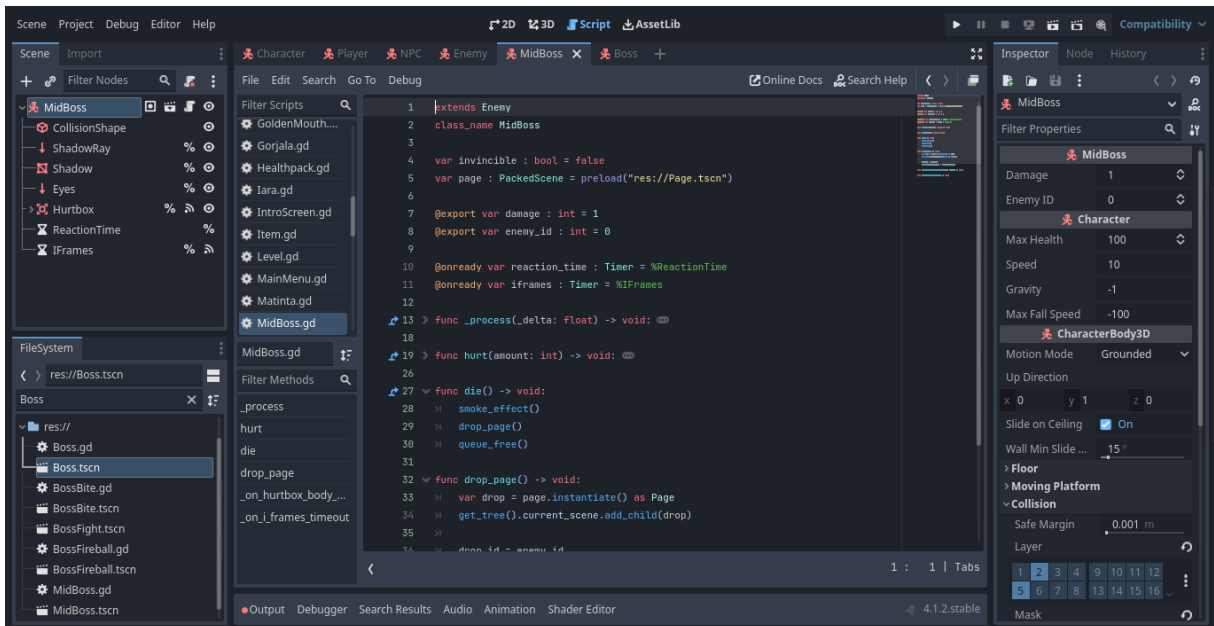 Scene Project Debug Editor Help
2D 3D Script AssetLib
Compatibility
Scene Import
Filter Nodes
MidBoss
CollisionShape
ShadowRay %
Shadow %
Eyes %
Hurtbox %
ReactionTime %
IFrames %
FileSystem
res://Boss.tscn
Boss
res://
Boss.gd
Boss.tscn
BossBite.gd
BossBite.tscn
BossFight.tscn
BossFireball.gd
BossFireball.tscn
MidBoss.gd
MidBoss.tscn
Character Player NPC Enemy MidBoss Boss
File Edit Search Go To Debug
Online Docs Search Help
Filter Scripts
GoldenMouth....
Gorjala.gd
Healthpack.gd
Iara.gd
IntroScreen.gd
Item.gd
Level.gd
MainMenu.gd
Matinta.gd
MidBoss.gd
MidBoss.gd
Filter Methods
_process
hurt
die
drop_page
_on_hurtbox_body_...
_on_i_frames_timeout
1 extends Enemy
2 class_name MidBoss
3
4 var invincible : bool = false
5 var page : PackedScene = preload("res://Page.tscn")
6
7 @export var damage : int = 1
8 @export var enemy_id : int = 0
9
10 @onready var reaction_time : Timer = %ReactionTime
11 @onready var iframes : Timer = %IFrames
12
13 func _process(_delta: float) -> void:
18
19 func hurt(amount: int) -> void:
26
27 func die() -> void:
28 smoke_effect()
29 drop_page()
30 queue_free()
31
32 func drop_page() -> void:
33 var drop = page.instantiate() as Page
34 get_tree().current_scene.add_child(drop)
35
36 drop.id = enemy_id
1 : 1 | Tabs
Output Debugger Search Results Audio Animation Shader Editor
4.1.2.stable
Inspector Node History
MidBoss
Filter Properties
MidBoss
Damage 1
Enemy ID 0
Character
Max Health 100
Speed 10
Gravity -1
Max Fall Speed -100
CharacterBody3D
Motion Mode Grounded
Up Direction
x 0 y 1 z 0
Slide on Ceiling On
Wall Min Slide ... 15 °
Floor
Moving Platform
Collision
Safe Margin 0.001 m
Layer
1 2 3 4 9 10 11 12
5 6 7 8 13 14 15 16
Mask